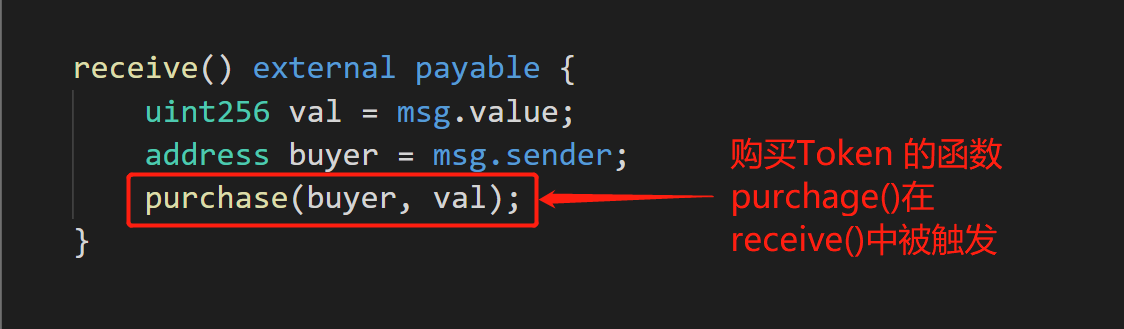 receive() external payable {
uint256 val = msg.value;
address buyer = msg.sender;
purchase(buyer, val);
}
购买Token 的函数
purchage()在
receive()中被触发